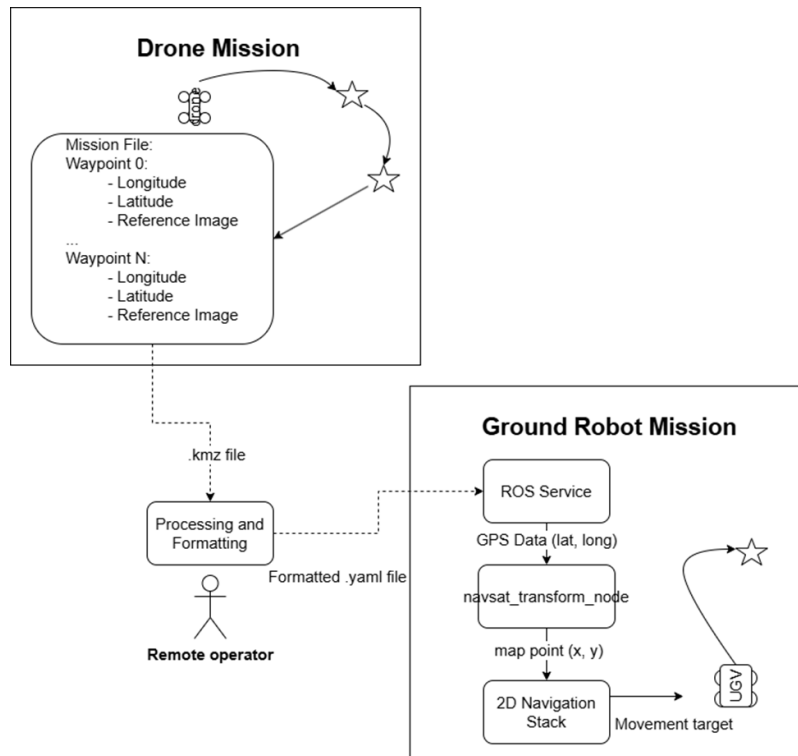 Drone Mission
drone
Mission File:
Waypoint 0:
- Longitude
- Latitude
- Reference Image
...
Waypoint N:
- Longitude
- Latitude
- Reference Image
.kmz file
Processing and
Formatting
Formatted .yaml file
Remote operator
Ground Robot Mission
ROS Service
GPS Data (lat, long)
navsat_transform_node
map point (x, y)
2D Navigation
Stack
Movement target
UGV